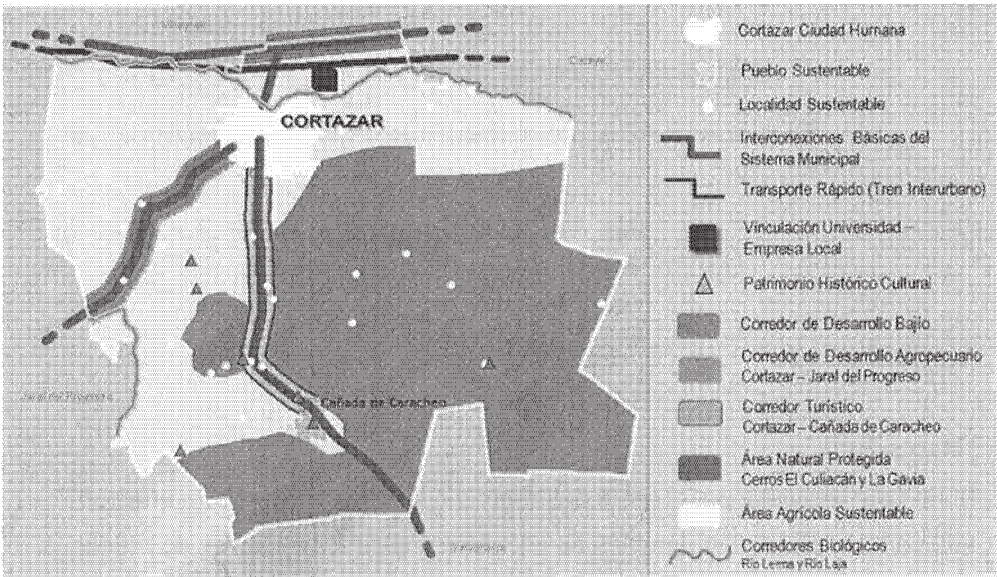 CORTAZAR
Cañada de Caracheo
Cortazar Ciudad Humana
Pueblo Sustentable
Localidad Sustentable
Interconexiones Básicas del
Sistema Municipal
Transporte Rápido (Tren Interurbano)
Vinculación Universidad –
Empresa Local
Patrimonio Histórico Cultural
Corredor de Desarrollo Bajío
Corredor de Desarrollo Agropecuario
Cortazar – Jaral del Progreso
Corredor Turístico
Cortazar – Cañada de Caracheo
Área Natural Protegida
Cerros El Culiacán y La Gavia
Área Agrícola Sustentable
Corredores Biológicos
Río Lerma y Río Laja